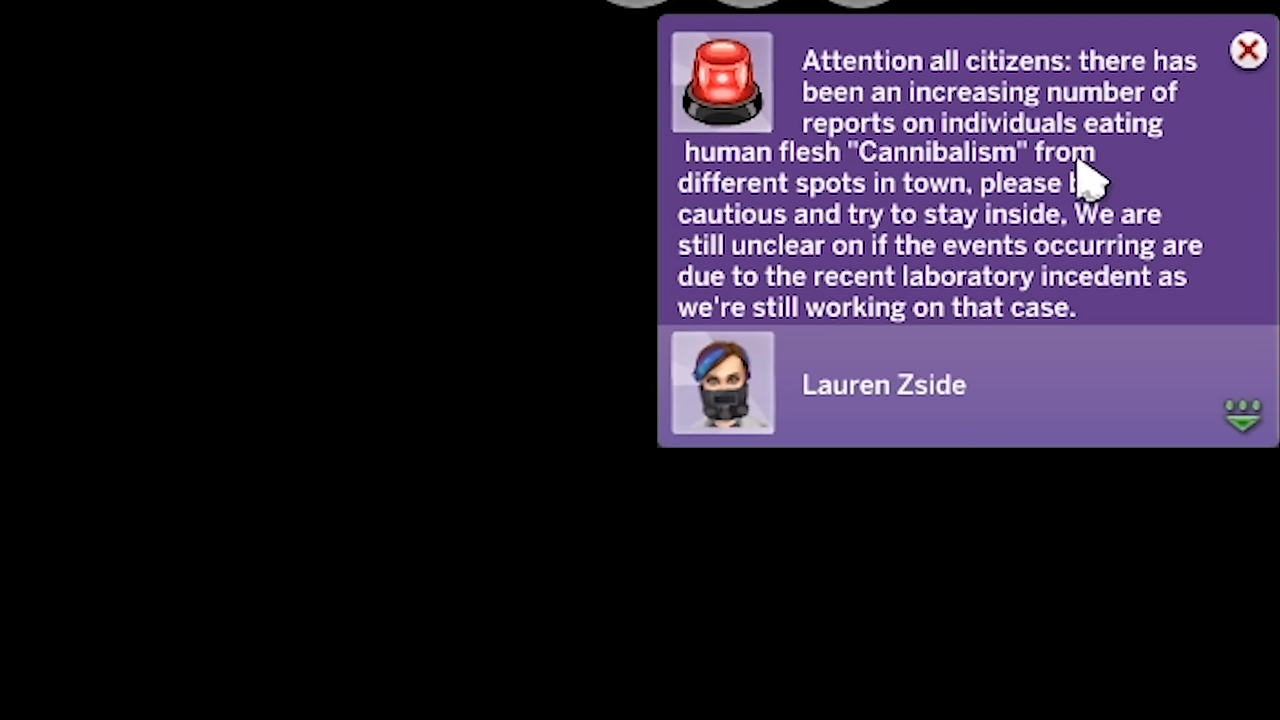 Attention all citizens: there has
been an increasing number of
reports on individuals eating
human flesh "Cannibalism" from
different spots in town, please
cautious and try to stay inside, We are
still unclear on if the events occurring are
due to the recent laboratory incedent as
we're still working on that case.
Lauren Zside